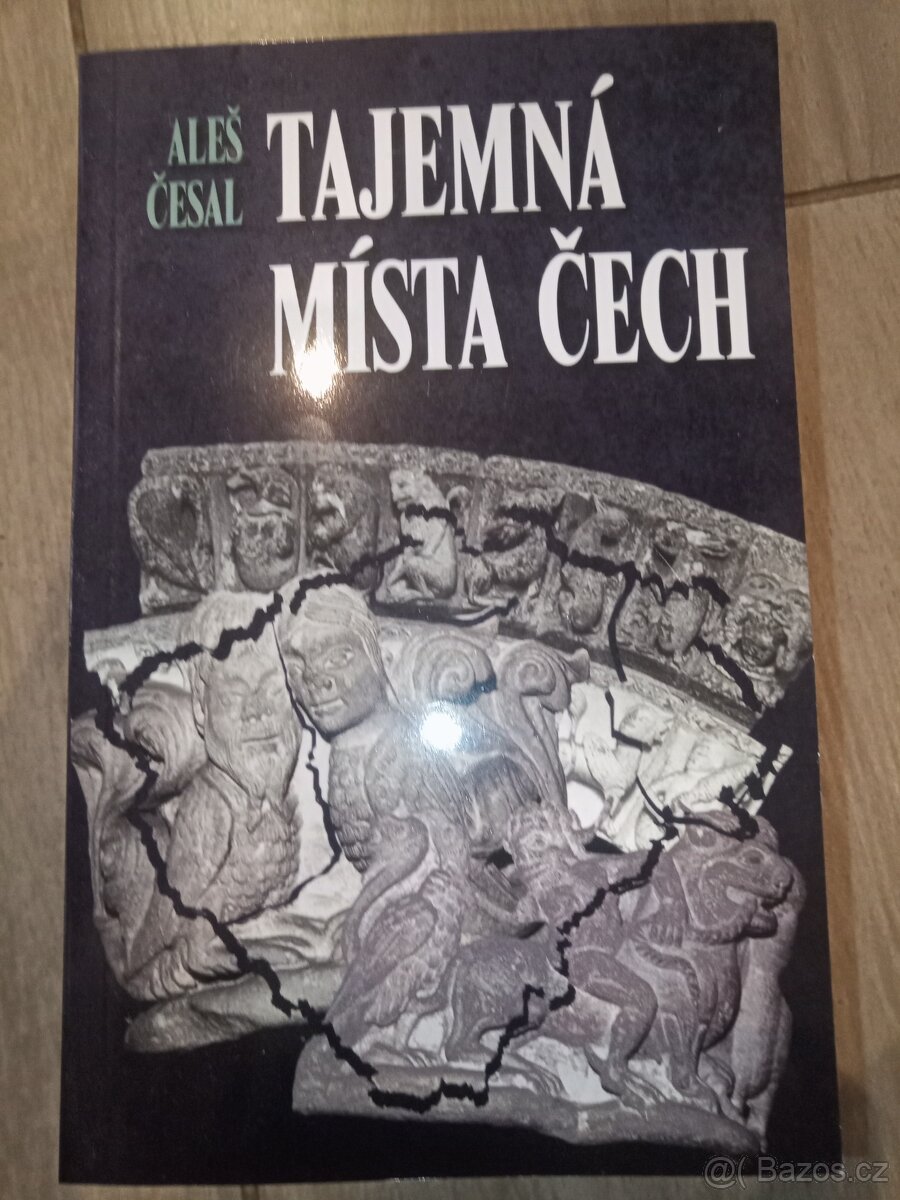 ALEŠ
ČESAL
TAJEMNÁ
MÍSTA ČECH
@( Bazos.cz